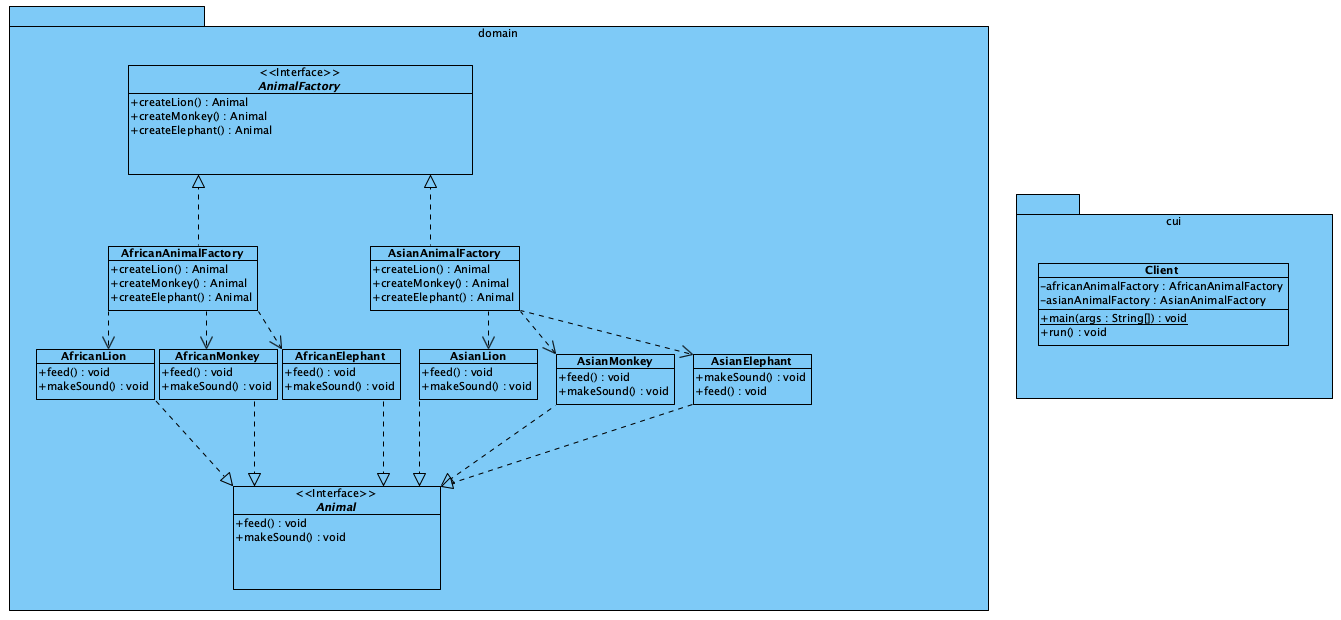 domain
<<Interface>>
AnimalFactory
+createLion() : Animal
+createMonkey() : Animal
+createElephant() : Animal
AfricanAnimalFactory
+createLion() : Animal
+createMonkey() : Animal
+createElephant() : Animal
AsianAnimalFactory
+createLion() : Animal
+createMonkey() : Animal
+createElephant() : Animal
AfricanLion
+feed() : void
+makeSound() : void
AfricanMonkey
+feed() : void
+makeSound() : void
AfricanElephant
+feed() : void
+makeSound() : void
AsianLion
+feed() : void
+makeSound() : void
AsianMonkey
+feed() : void
+makeSound() : void
AsianElephant
+makeSound() : void
+feed() : void
<<Interface>>
Animal
+feed() : void
+makeSound() : void
cui
Client
-africanAnimalFactory : AfricanAnimalFactory
-asianAnimalFactory : AsianAnimalFactory
+main(args : String[]) : void
+run() : void